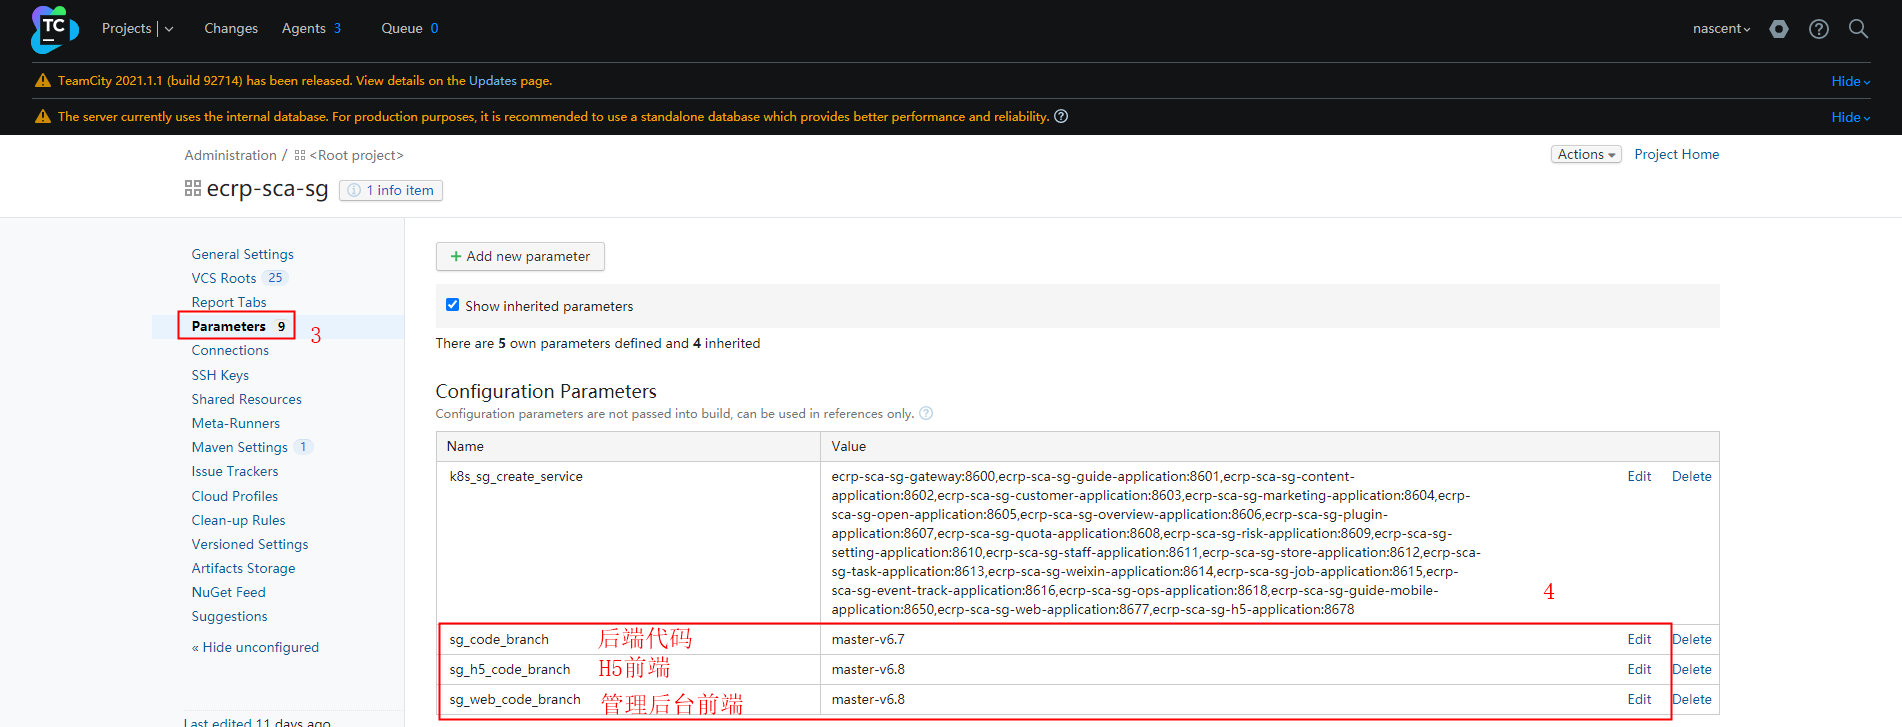 TC Projects Changes Agents 3 Queue 0 nascent
TeamCity 2021.1.1 (build 92714) has been released. View details on the Updates page. Hide
The server currently uses the internal database. For production purposes, it is recommended to use a standalone database which provides better performance and reliability. ? Hide
Administration / <Root project> Actions Project Home
ecrp-sca-sg 1 info item
General Settings
VCS Roots 25
Report Tabs
Parameters 9 3
Connections
SSH Keys
Shared Resources
Meta-Runners
Maven Settings 1
Issue Trackers
Cloud Profiles
Clean-up Rules
Versioned Settings
Artifacts Storage
NuGet Feed
Suggestions
« Hide unconfigured
Last edited 11 days ago
+ Add new parameter
Show inherited parameters
There are 5 own parameters defined and 4 inherited
Configuration Parameters
Configuration parameters are not passed into build, can be used in references only. ?
Name Value
k8s_sg_create_service ecrp-sca-sg-gateway:8600,ecrp-sca-sg-guide-application:8601,ecrp-sca-sg-content- Edit Delete
application:8602,ecrp-sca-sg-customer-application:8603,ecrp-sca-sg-marketing-application:8604,ecrp-
sca-sg-open-application:8605,ecrp-sca-sg-overview-application:8606,ecrp-sca-sg-plugin-
application:8607,ecrp-sca-sg-quota-application:8608,ecrp-sca-sg-risk-application:8609,ecrp-sca-sg-
setting-application:8610,ecrp-sca-sg-staff-application:8611,ecrp-sca-sg-store-application:8612,ecrp-sca-
sg-task-application:8613,ecrp-sca-sg-weixin-application:8614,ecrp-sca-sg-job-application:8615,ecrp-
sca-sg-event-track-application:8616,ecrp-sca-sg-ops-application:8618,ecrp-sca-sg-guide-mobile-
application:8650,ecrp-sca-sg-web-application:8677,ecrp-sca-sg-h5-application:8678
4
sg_code_branch 后端代码 master-v6.7 Edit Delete
sg_h5_code_branch H5前端 master-v6.8 Edit Delete
sg_web_code_branch 管理后台前端 master-v6.8 Edit Delete